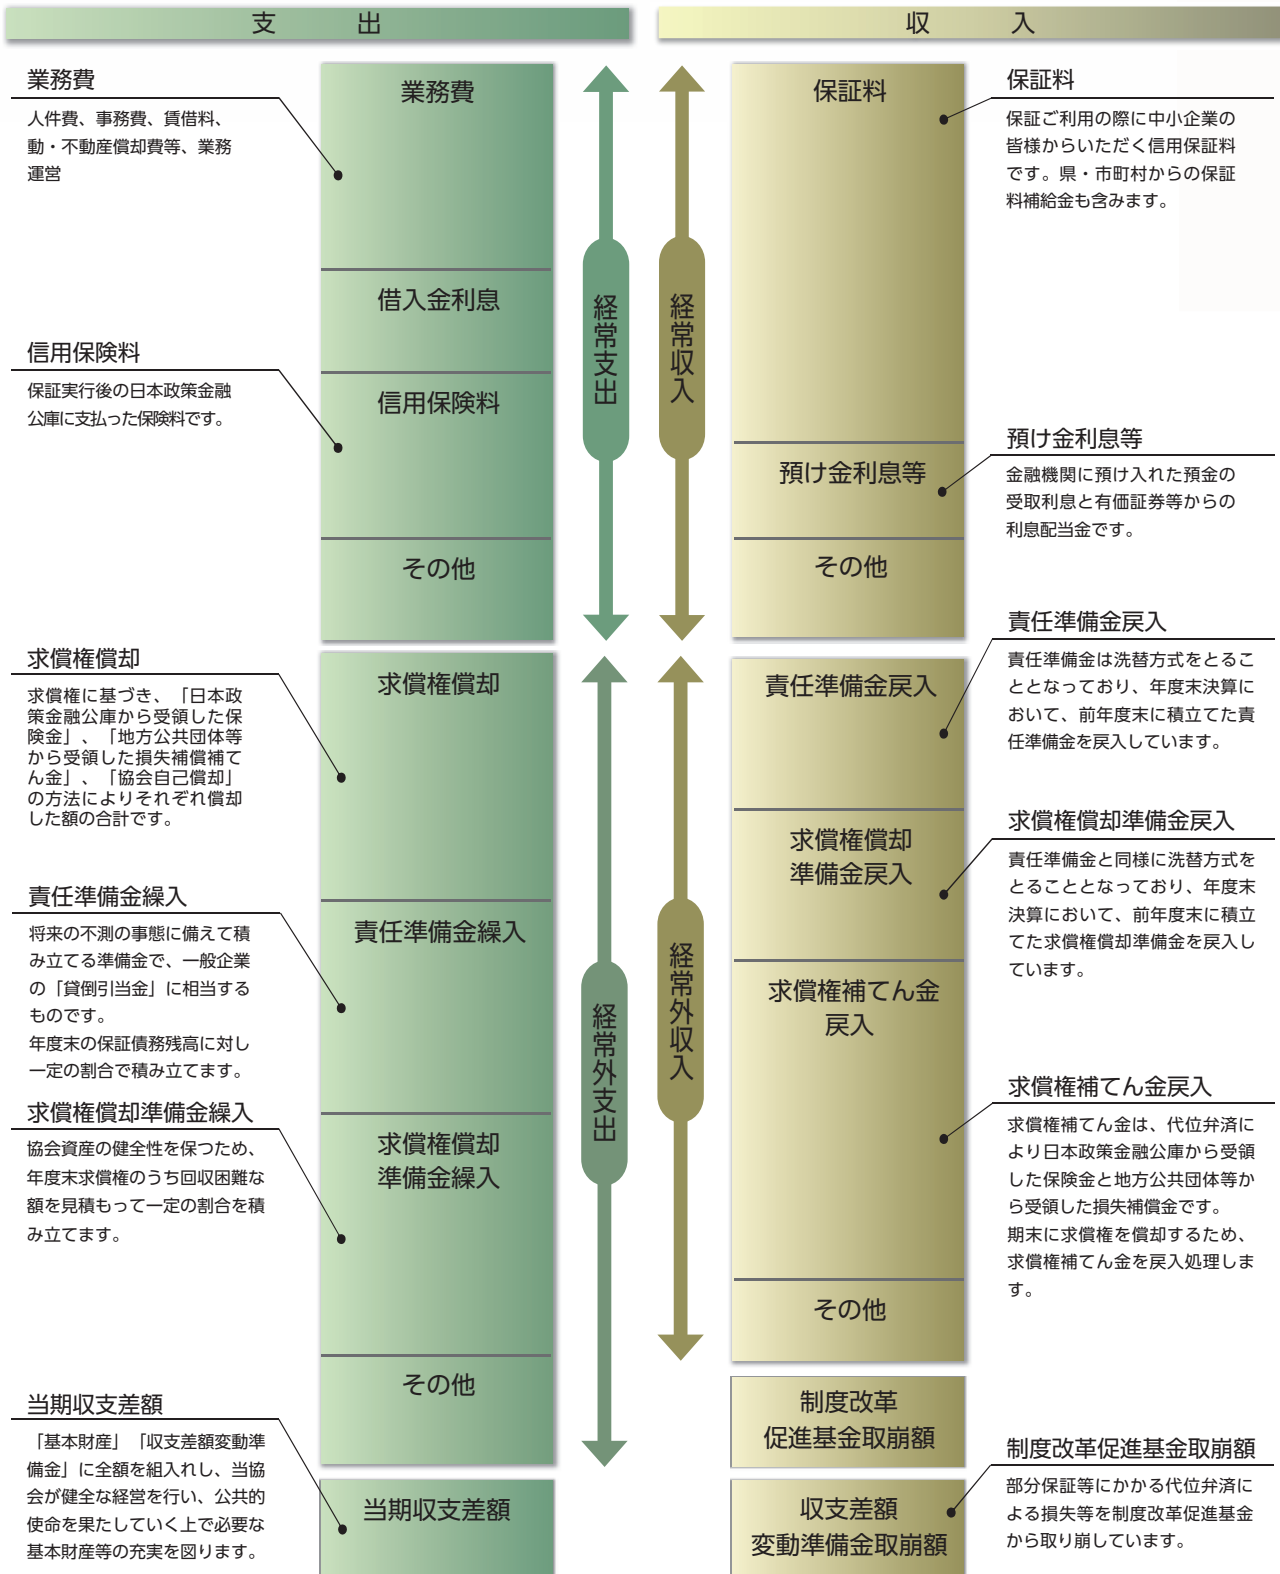 支出
収入
業務費
人件費、事務費、賃借料、
動・不動産償却費等、業務
運営
信用保険料
保証実行後の日本政策金融
公庫に支払った保険料です。
求償権償却
求償権に基づき、「日本政
策金融公庫から受領した保
険金」、「地方公共団体等
から受領した損失補償補て
ん金」、「協会自己償却」
の方法によりそれぞれ償却
した額の合計です。
責任準備金繰入
将来の不測の事態に備えて積
み立てる準備金で、一般企業
の「貸倒引当金」に相当する
ものです。
年度末の保証債務残高に対し
一定の割合で積み立てます。
求償権償却準備金繰入
協会資産の健全性を保つため、
年度末求償権のうち回収困難な
額を見積もって一定の割合を積
み立てます。
当期収支差額
「基本財産」「収支差額変動準
備金」に全額を組入れし、当協
会が健全な経営を行い、公共的
使命を果たしていく上で必要な
基本財産等の充実を図ります。
業務費
借入金利息
信用保険料
その他
求償権償却
責任準備金繰入
求償権償却
準備金繰入
その他
当期収支差額
経常支出
経常外支出
経常収入
経常外収入
保証料
預け金利息等
その他
責任準備金戻入
求償権償却
準備金戻入
求償権補てん金
戻入
その他
制度改革
促進基金取崩額
収支差額
変動準備金取崩額
保証料
保証ご利用の際に中小企業の
皆様からいただく信用保証料
です。県・市町村からの保証
料補給金も含みます。
預け金利息等
金融機関に預け入れた預金の
受取利息と有価証券等からの
利息配当金です。
責任準備金戻入
責任準備金は洗替方式をとるこ
ととなっており、年度末決算に
おいて、前年度末に積立てた責
任準備金を戻入しています。
求償権償却準備金戻入
責任準備金と同様に洗替方式を
とることとなっており、年度末
決算において、前年度末に積立
てた求償権償却準備金を戻入し
ています。
求償権補てん金戻入
求償権補てん金は、代位弁済に
より日本政策金融公庫から受領
した保険金と地方公共団体等か
ら受領した損失補償金です。
期末に求償権を償却するため、
求償権補てん金を戻入処理しま
す。
制度改革促進基金取崩額
部分保証等にかかる代位弁済に
よる損失等を制度改革促進基金
から取り崩しています。